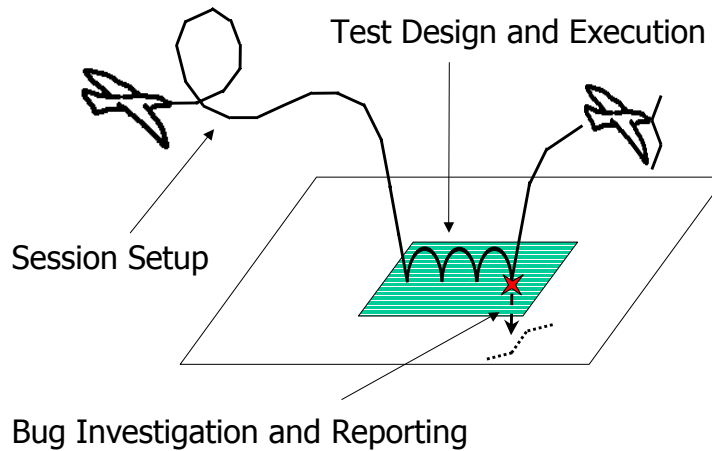 Test Design and Execution
Session Setup
Bug Investigation and Reporting